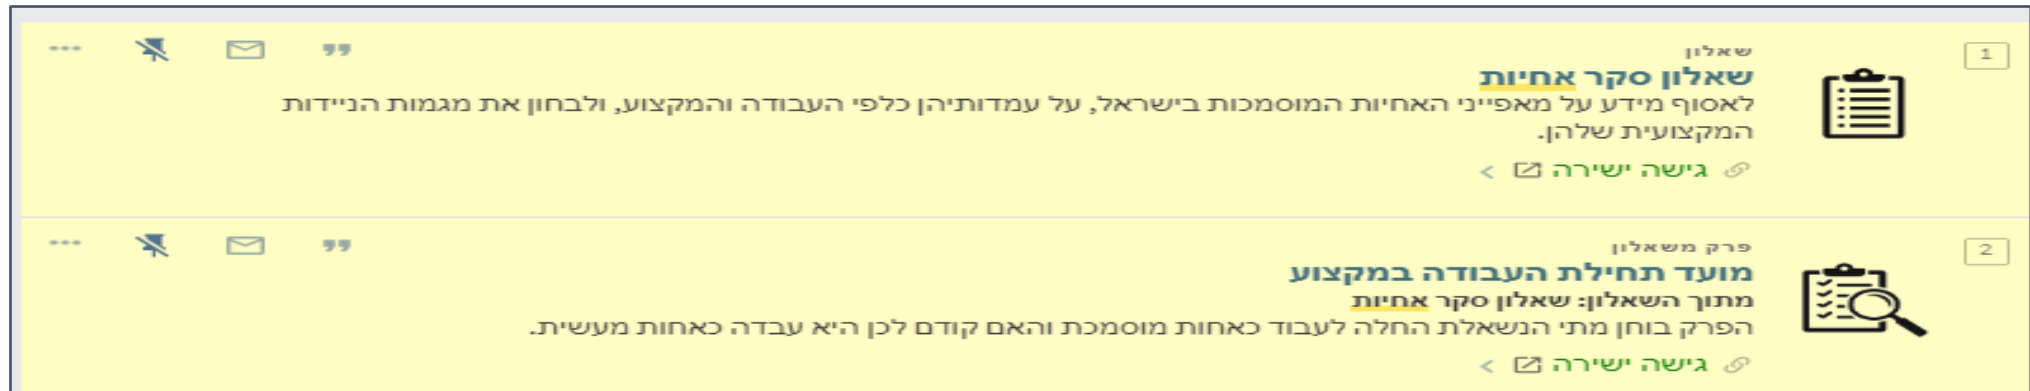 1
שאלון
שאלון סקר אחיות
לאסוף מידע על מאפייני האחיות המוסמכות בישראל, על עמדותיהן כלפי העבודה והמקצוע, ולבחון את מגמות הניידות
המקצועית שלהן.
גישה ישירה
2
פרק משאלון
מועד תחילת העבודה במקצוע
מתוך השאלון: שאלון סקר אחיות
הפרק בוחן מתי הנשאלת החלה לעבוד כאחות מוסמכת והאם קודם לכן היא עבדה כאחות מעשית.
גישה ישירה